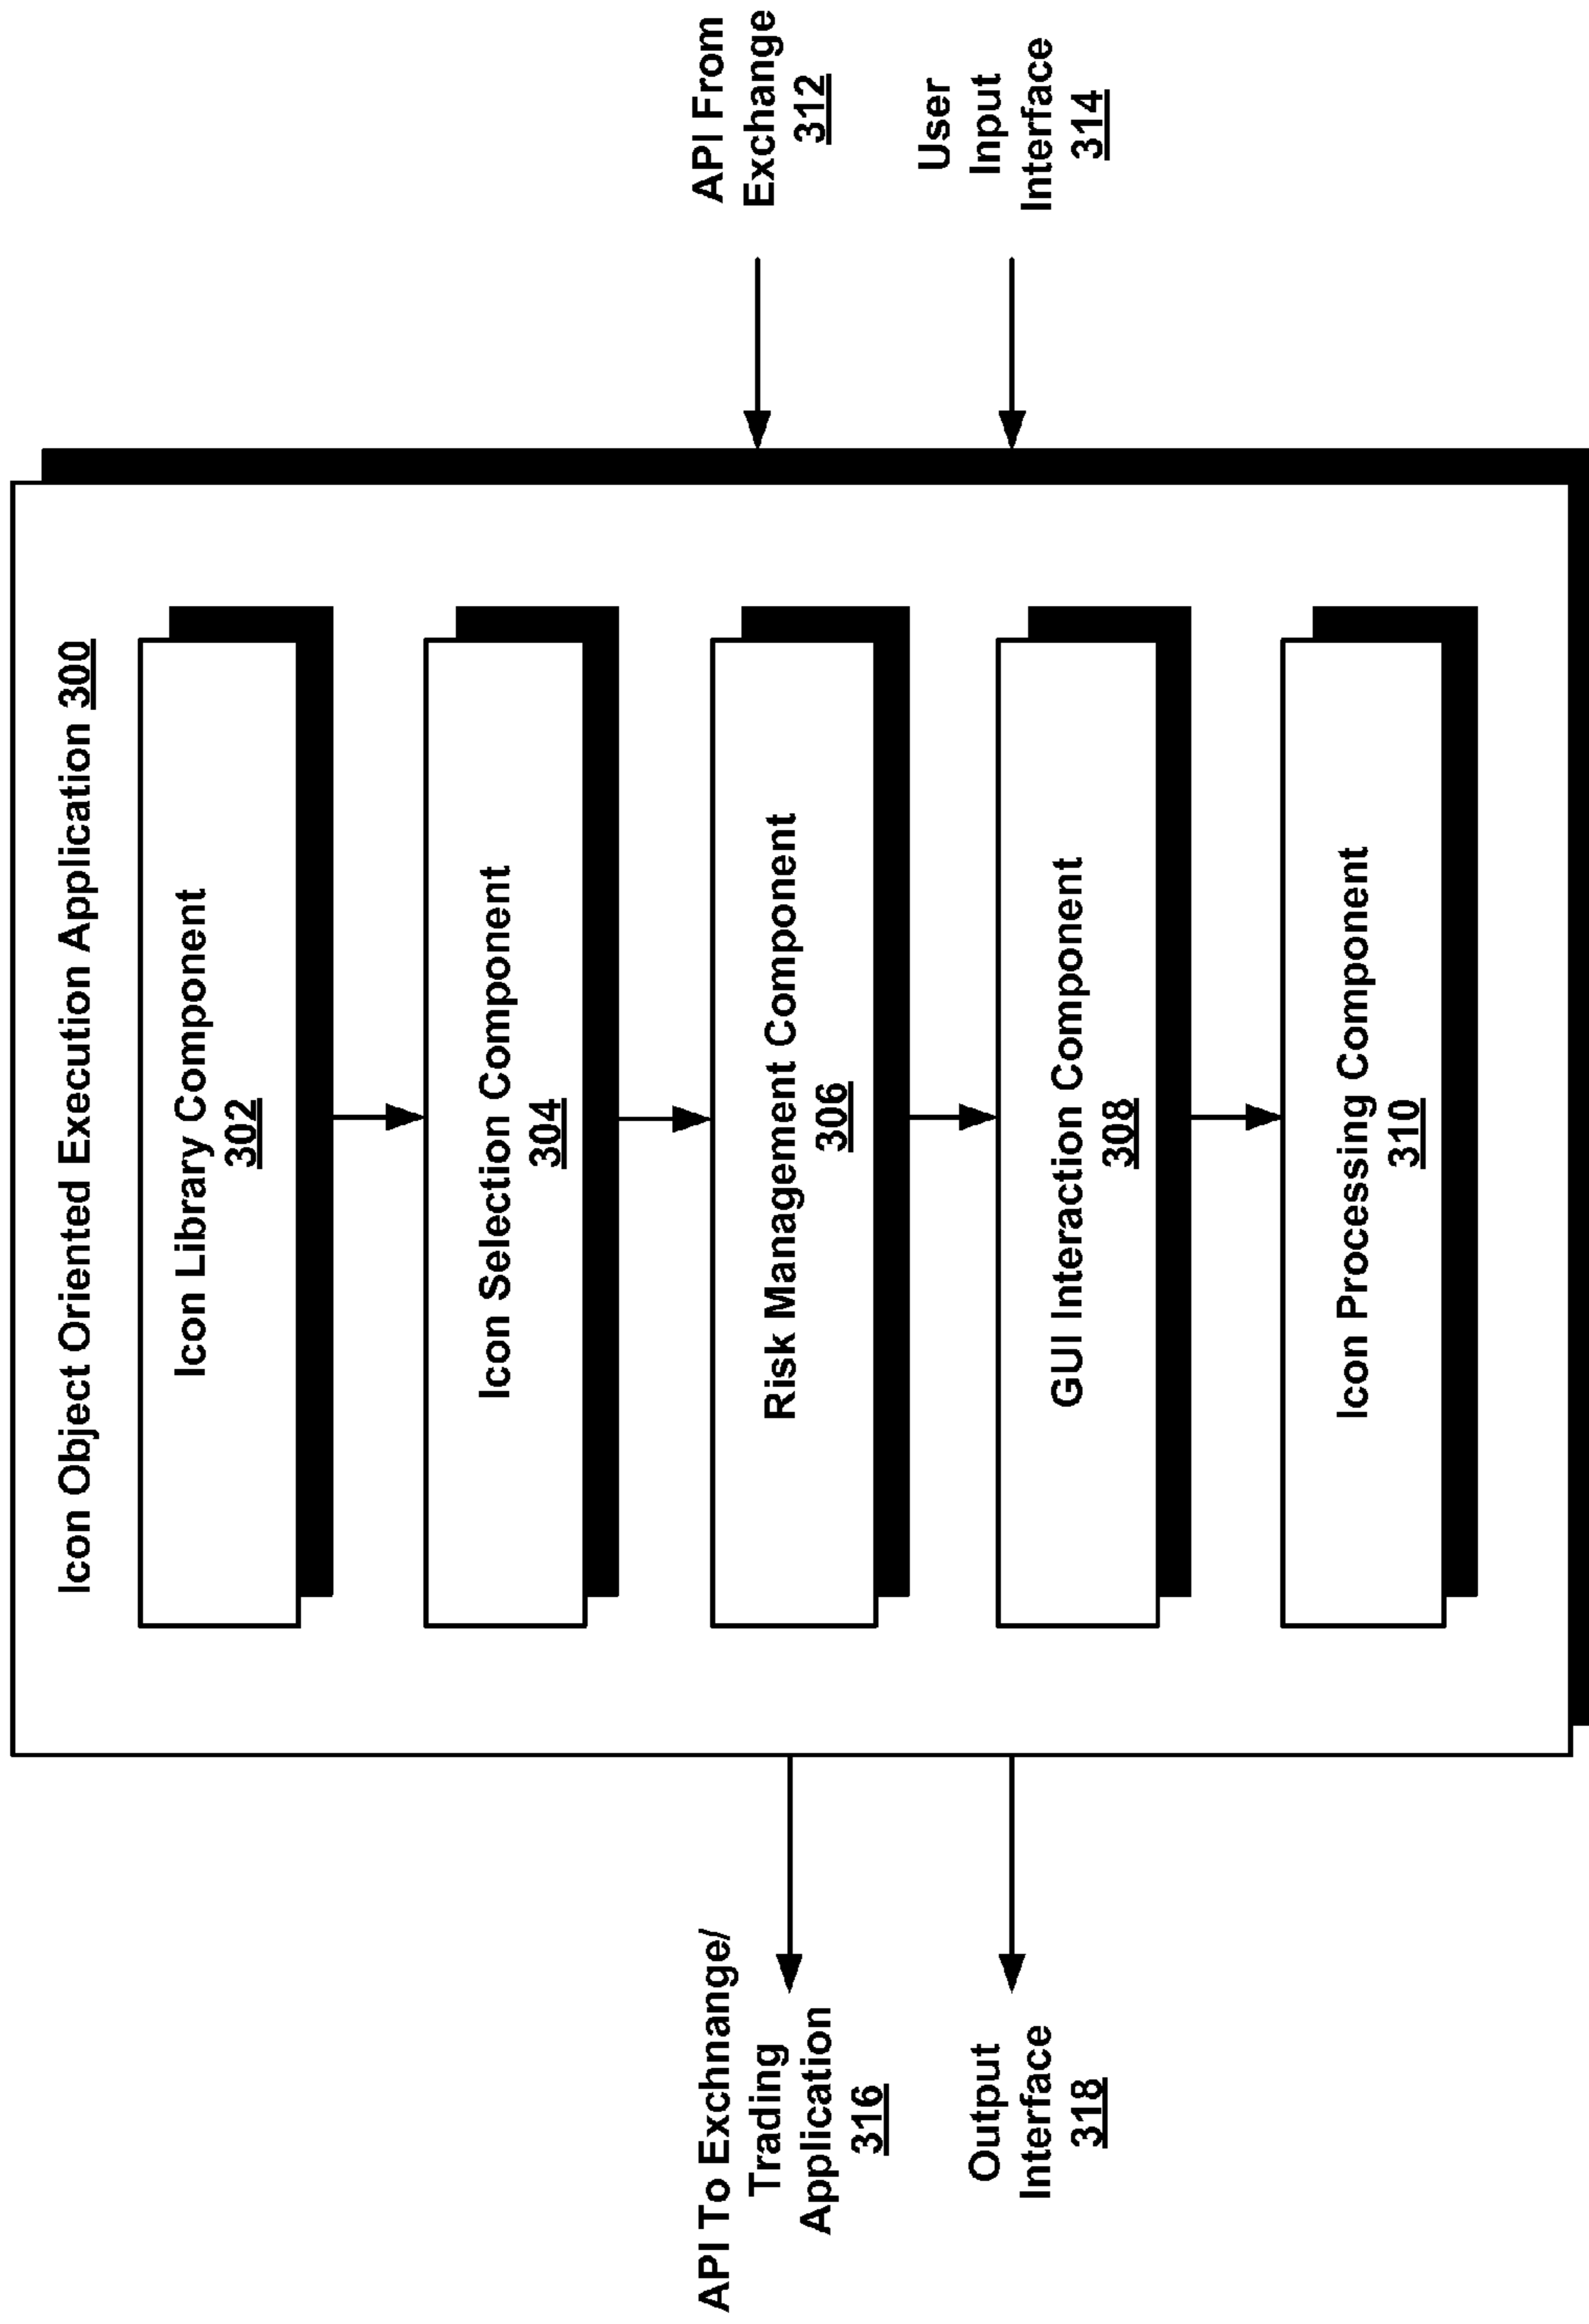 Icon Object Oriented Execution Application 300
Icon Library Component
302
Icon Selection Component
304
Risk Management Component
306
GUI Interaction Component
308
Icon Processing Component
310
API To Exchnange/
Trading
Application
316
Output
Interface
318
API From
Exchange
312
User
Input
Interface
314